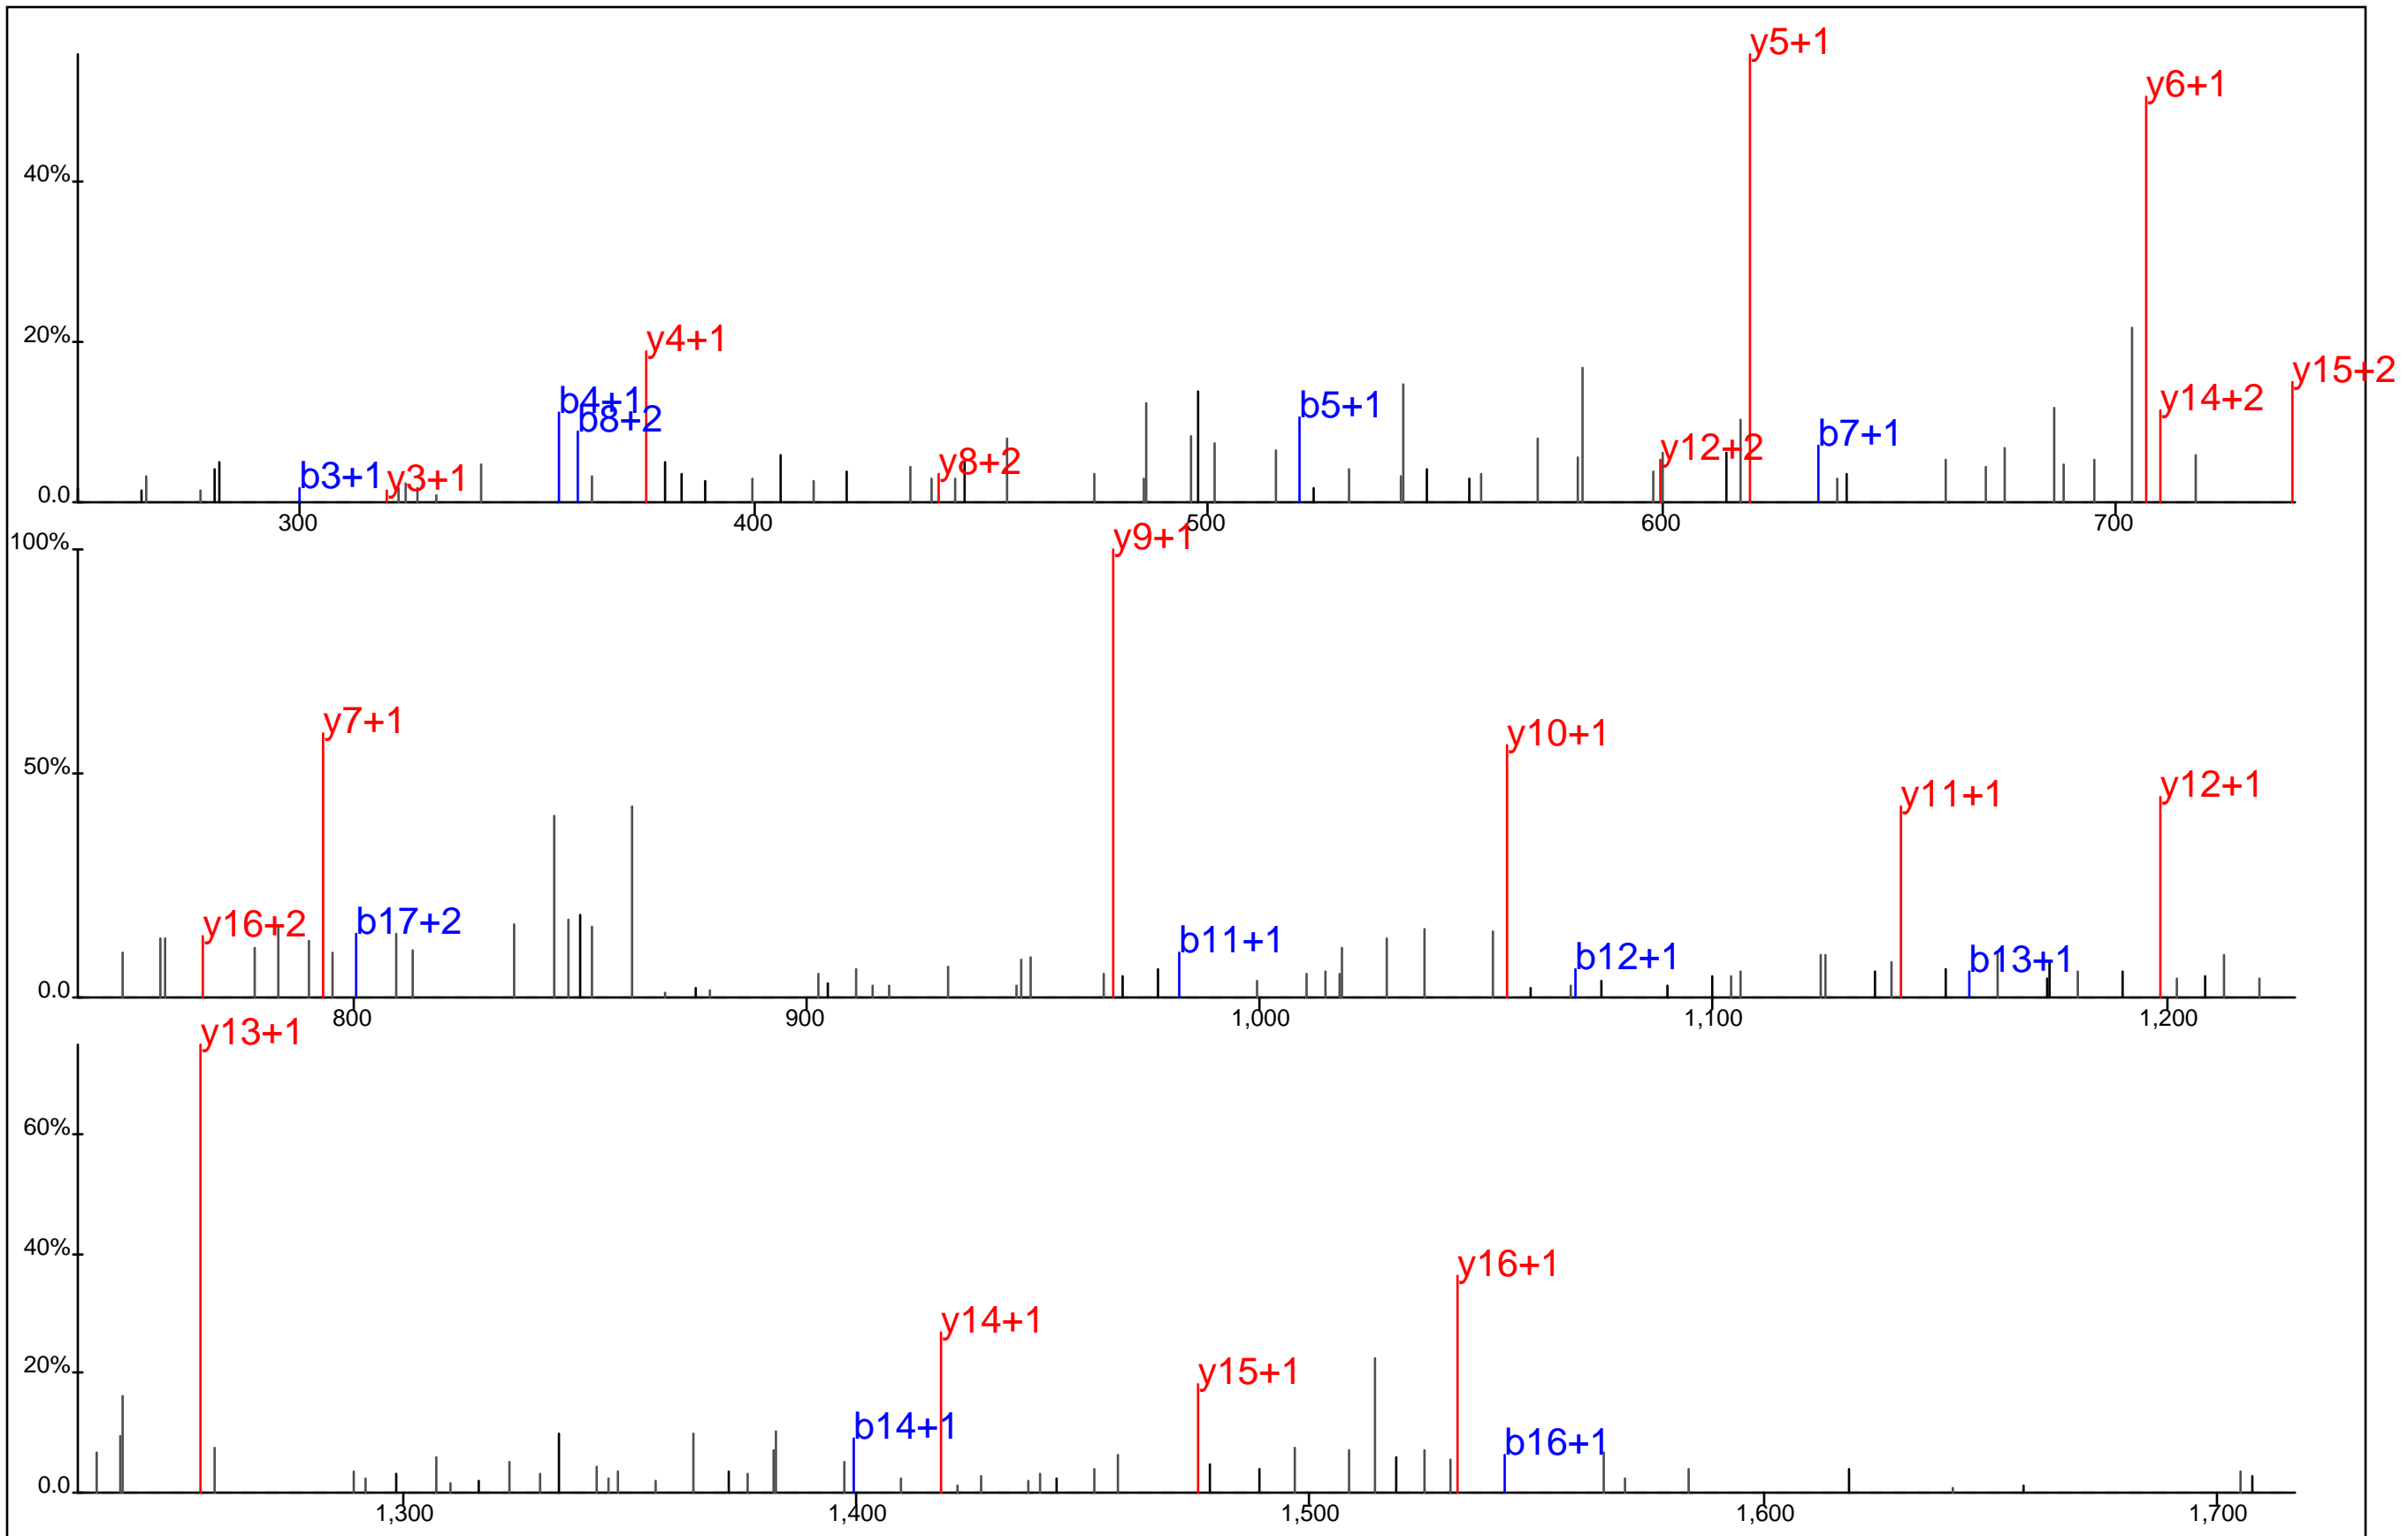 y5+1
y6+1
40%
y4+1
20%
y15+2
b4+1
b8+2
b5+1
y14+2
b7+1
y12+2
y8+2
b3+1
y3+1
0.0
300
400
500
600
700
y9+1
100%
y7+1
y10+1
50%
y11+1
y12+1
y16+2
b17+2
b11+1
b12+1
b13+1
0.0
800
900
1,000
1,100
1,200
y13+1
60%
40%
y16+1
y14+1
20%
y15+1
b14+1
b16+1
0.0
1,300
1,400
1,500
1,600
1,700